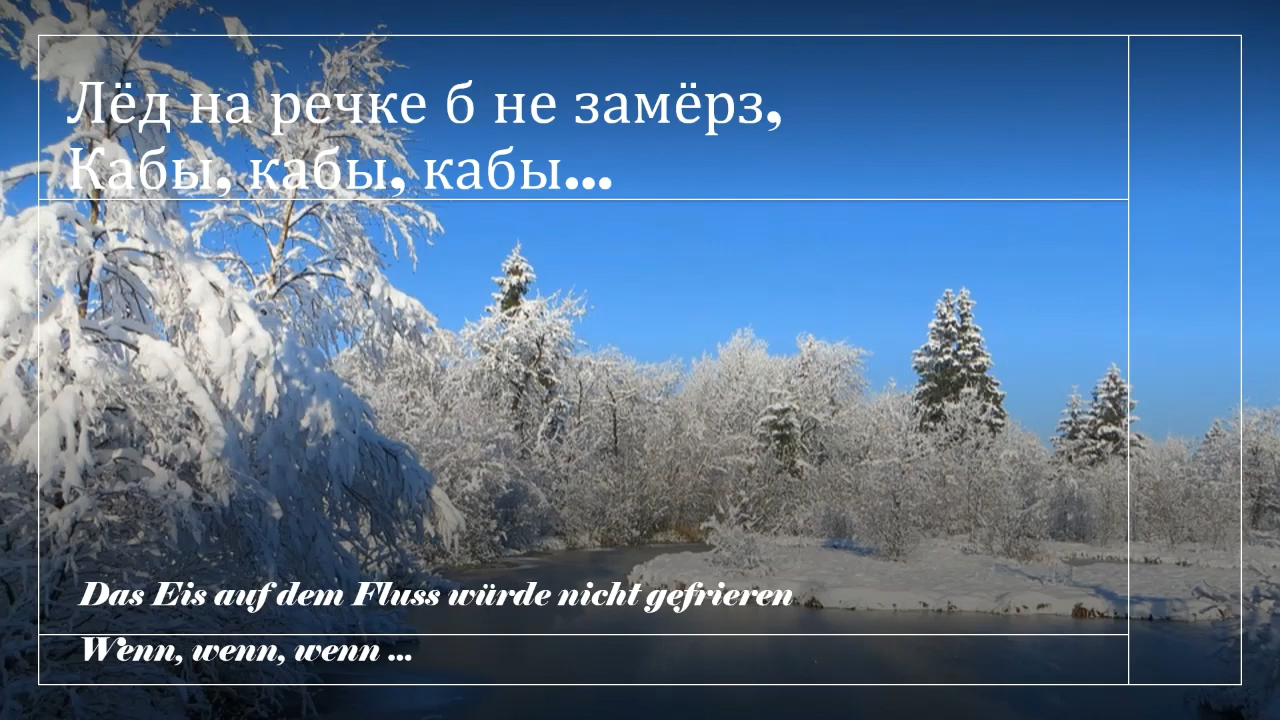 Лёд на речке б не замёрз,
Кабы, кабы, кабы...
Das Eis auf dem Fluss würde nicht gefrieren
Wenn, wenn, wenn ...